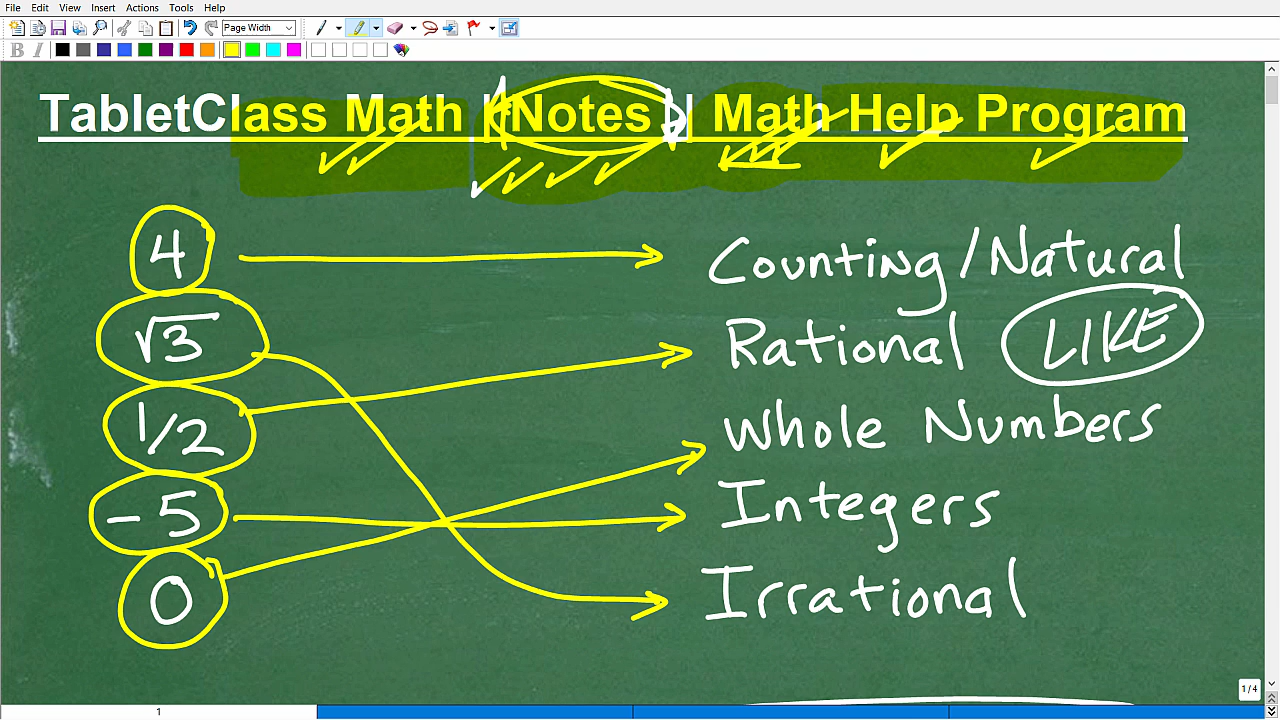 File Edit View Insert Actions Tools Help
Page Width
B I
TabletClass Math | Notes | Math Help Program
4 Counting/Natural
√3 Rational LIKE
1/2 Whole Numbers
-5 Integers
0 Irrational
1/4
1